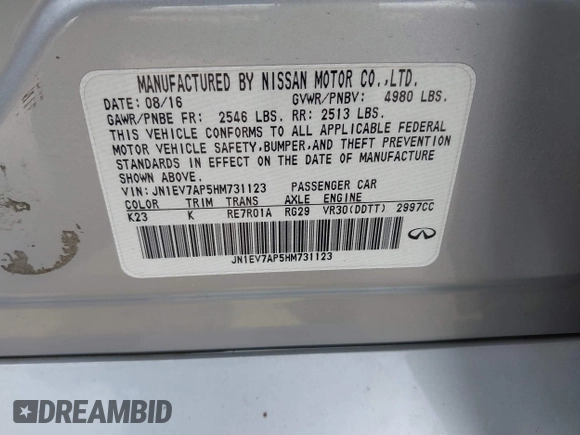 MANUFACTURED BY NISSAN MOTOR CO.,LTD.
DATE: 08/16 GVWR/PNBV: 4980 LBS.
GAWR/PNBE FR: 2546 LBS. RR: 2513 LBS.
THIS VEHICLE CONFORMS TO ALL APPLICABLE FEDERAL
MOTOR VEHICLE SAFETY,BUMPER,AND THEFT PREVENTION
STANDARDS IN EFFECT ON THE DATE OF MANUFACTURE
SHOWN ABOVE.
VIN: JN1EV7AP5HM731123 PASSENGER CAR
COLOR TRIM TRANS AXLE ENGINE
K23 K RE7R01A RG29 VR30(DDTT) 2997CC
JN1EV7AP5HM731123
DREAMBID